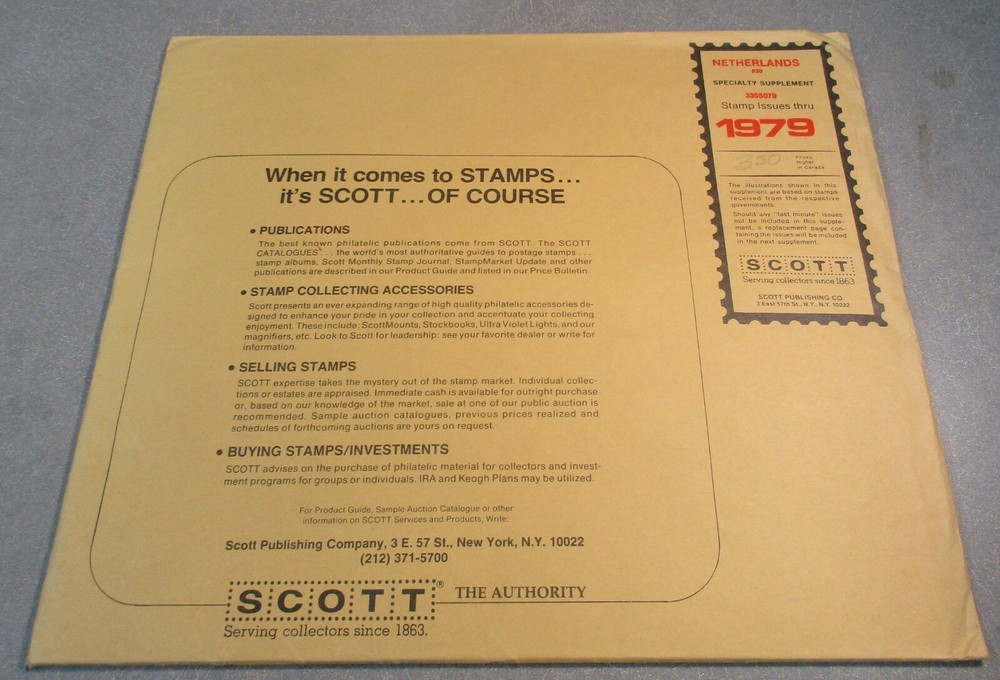 NETHERLANDS
#30
SPECIALTY SUPPLEMENT
335S079
Stamp Issues thru
1979
350
Prices
Higher
in Canada
The illustrations shown in this
supplement are based on stamps
received from the respective
governments.
Should any "last minute" issues
not be included in this supple-
ment, a replacement page con-
taining the issues will be included
in the next supplement.
SCOTT
Serving collectors since 1863
SCOTT PUBLISHING CO.
3 East 57th St., N.Y., N.Y. 10022
When it comes to STAMPS...
it's SCOTT...OF COURSE
• PUBLICATIONS
The best known philatelic publications come from SCOTT. The SCOTT
CATALOGUES®... the world's most authoritative guides to postage stamps ...
stamp albums, Scott Monthly Stamp Journal, StampMarket Update and other
publications are described in our Product Guide and listed in our Price Bulletin.
• STAMP COLLECTING ACCESSORIES
Scott presents an ever expanding range of high quality philatelic accessories de-
signed to enhance your pride in your collection and accentuate your collecting
enjoyment. These include: ScottMounts, Stockbooks, Ultra Violet Lights, and our
magnifiers, etc. Look to Scott for leadership: see your favorite dealer or write for
information.
• SELLING STAMPS
SCOTT expertise takes the mystery out of the stamp market. Individual collec-
tions or estates are appraised. Immediate cash is available for outright purchase
or, based on our knowledge of the market, sale at one of our public auction is
recommended. Sample auction catalogues, previous prices realized and
schedules of forthcoming auctions are yours on request.
• BUYING STAMPS/INVESTMENTS
SCOTT advises on the purchase of philatelic material for collectors and invest-
ment programs for groups or individuals. IRA and Keogh Plans may be utilized.
For Product Guide, Sample Auction Catalogue or other
information on SCOTT Services and Products, Write:
Scott Publishing Company, 3 E. 57 St., New York, N.Y. 10022
(212) 371-5700
SCOTT® THE AUTHORITY
Serving collectors since 1863.